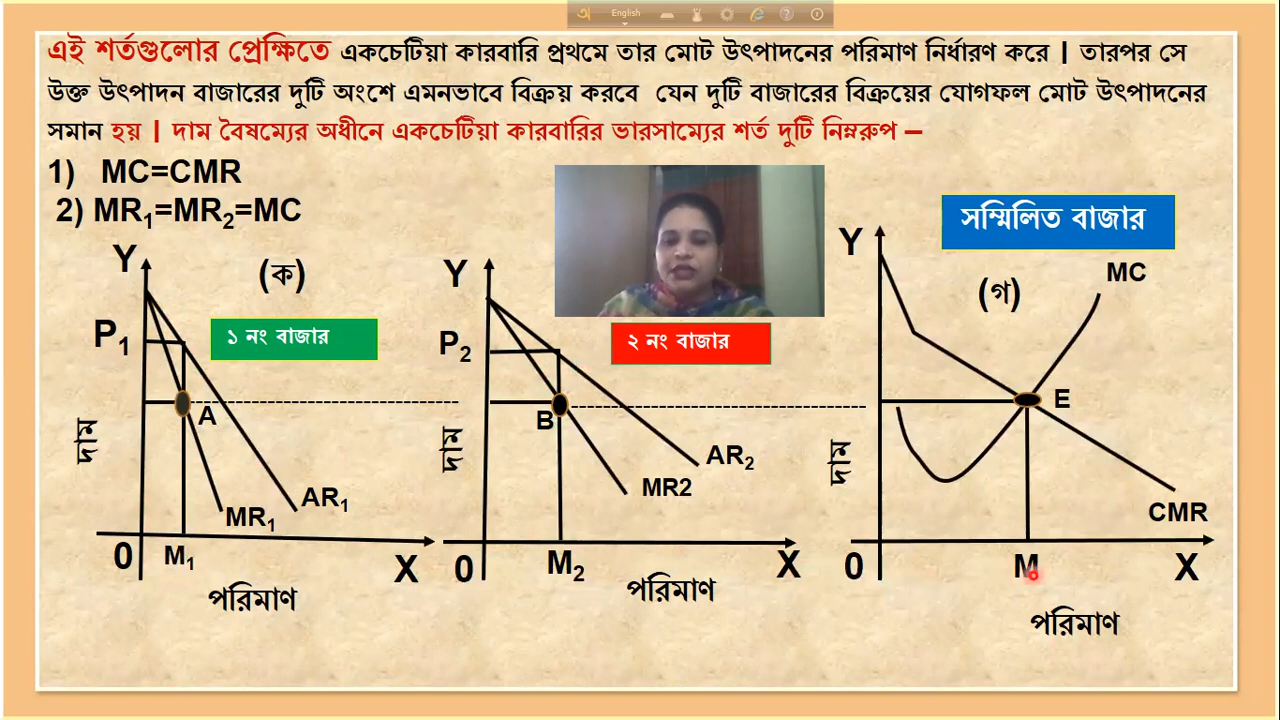 অ English
এই শর্তগুলোর প্রেক্ষিতে একচেটিয়া কারবারি প্রথমে তার মোট উৎপাদনের পরিমাণ নির্ধারণ করে | তারপর সে
উক্ত উৎপাদন বাজারের দুটি অংশে এমনভাবে বিক্রয় করবে যেন দুটি বাজারের বিক্রয়ের যোগফল মোট উৎপাদনের
সমান হয় | দাম বৈষম্যের অধীনে একচেটিয়া কারবারির ভারসাম্যের শর্ত দুটি নিম্নরুপ –
1) MC=CMR
2) MR₁=MR₂=MC
Y (ক)
১ নং বাজার
P₁
A
দাম
MR₁ AR₁
0 M₁ X
পরিমাণ
Y
২ নং বাজার
P₂
B
দাম
AR₂
MR2
0 M₂ X
পরিমাণ
সম্মিলিত বাজার
Y (গ) MC
E
দাম
CMR
0 M X
পরিমাণ